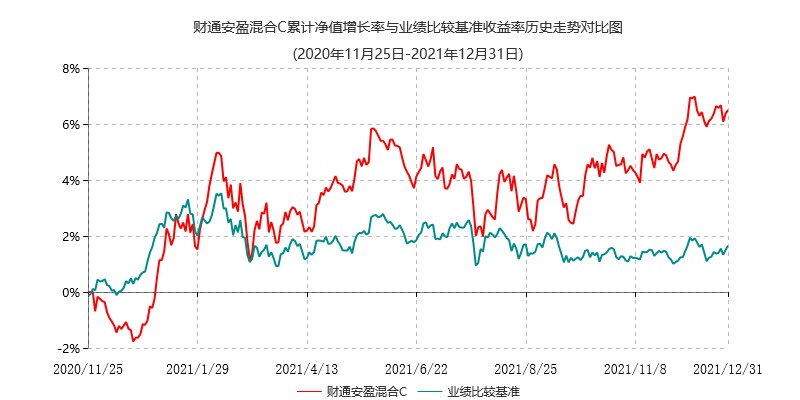 财通安盈混合C累计净值增长率与业绩比较基准收益率历史走势对比图
(2020年11月25日-2021年12月31日)
8%
6%
4%
2%
0%
-2%
2020/11/25 2021/1/29 2021/4/13 2021/6/22 2021/8/25 2021/11/8 2021/12/31
财通安盈混合C 业绩比较基准